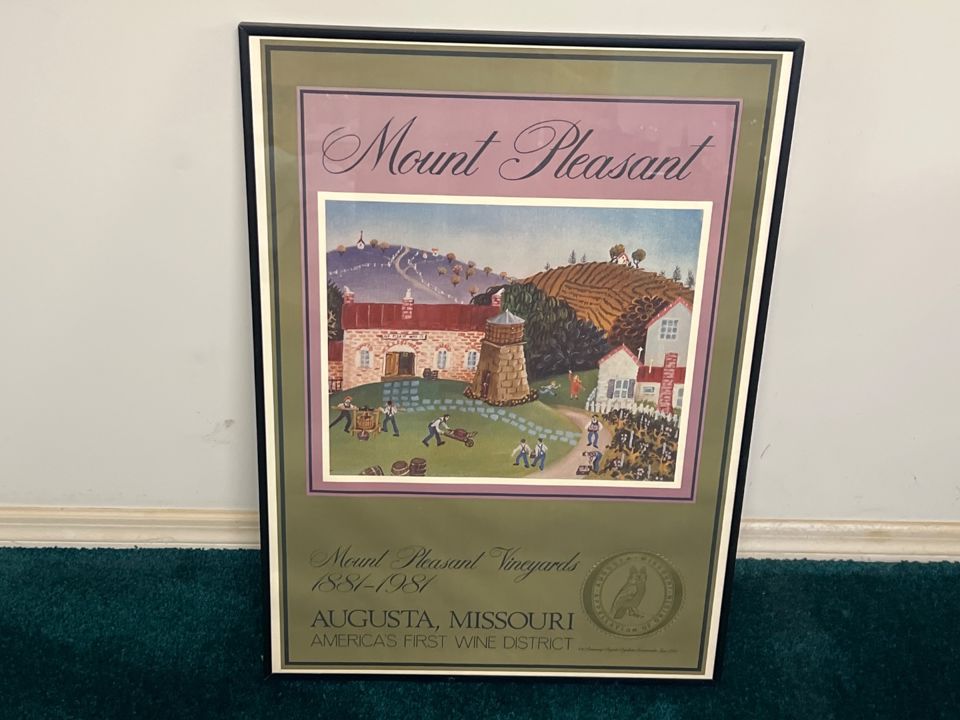 Mount Pleasant
Mount Pleasant Vineyards
1881-1981
AUGUSTA, MISSOURI
AMERICA'S FIRST WINE DISTRICT